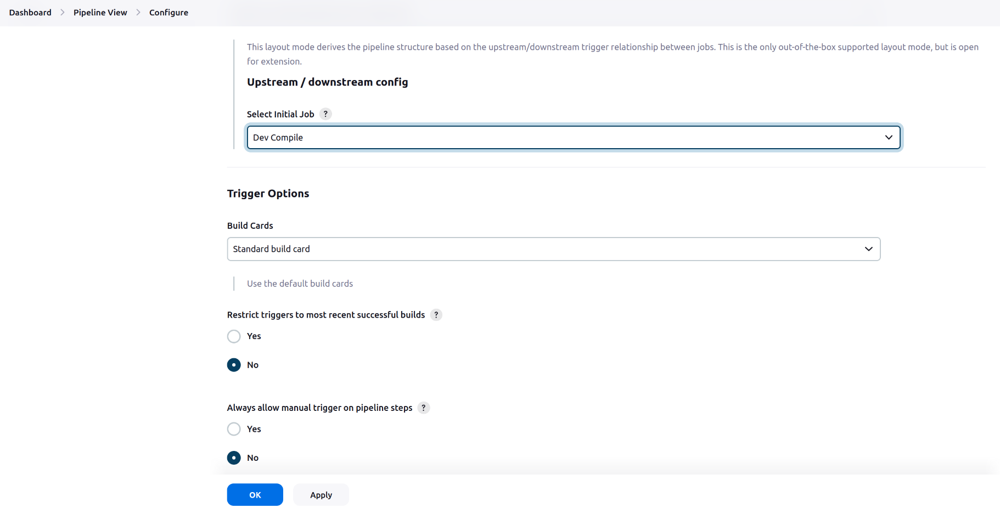 Dashboard > Pipeline View > Configure
This layout mode derives the pipeline structure based on the upstream/downstream trigger relationship between jobs. This is the only out-of-the-box supported layout mode, but is open
for extension.
Upstream / downstream config
Select Initial Job ?
Dev Compile
Trigger Options
Build Cards
Standard build card
Use the default build cards
Restrict triggers to most recent successful builds ?
Yes
No
Always allow manual trigger on pipeline steps ?
Yes
No
OK Apply